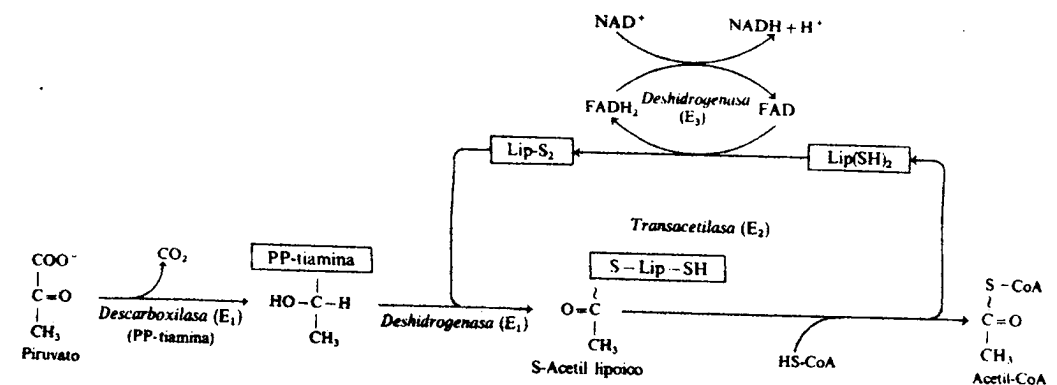 NAD⁺
NADH + H⁺
FADH₂
Deshidrogenasa
(E₃)
FAD
Lip-S₂
Lip(SH)₂
Transacetilasa (E₂)
COO⁻
C=O
CH₃
Piruvato
CO₂
Descarboxilasa (E₁)
(PP-tiamina)
PP-tiamina
HO-C-H
CH₃
Deshidrogenasa (E₁)
S-Lip-SH
O=C
CH₃
S-Acetil lipoico
HS-CoA
S-CoA
C=O
CH₃
Acetil-CoA